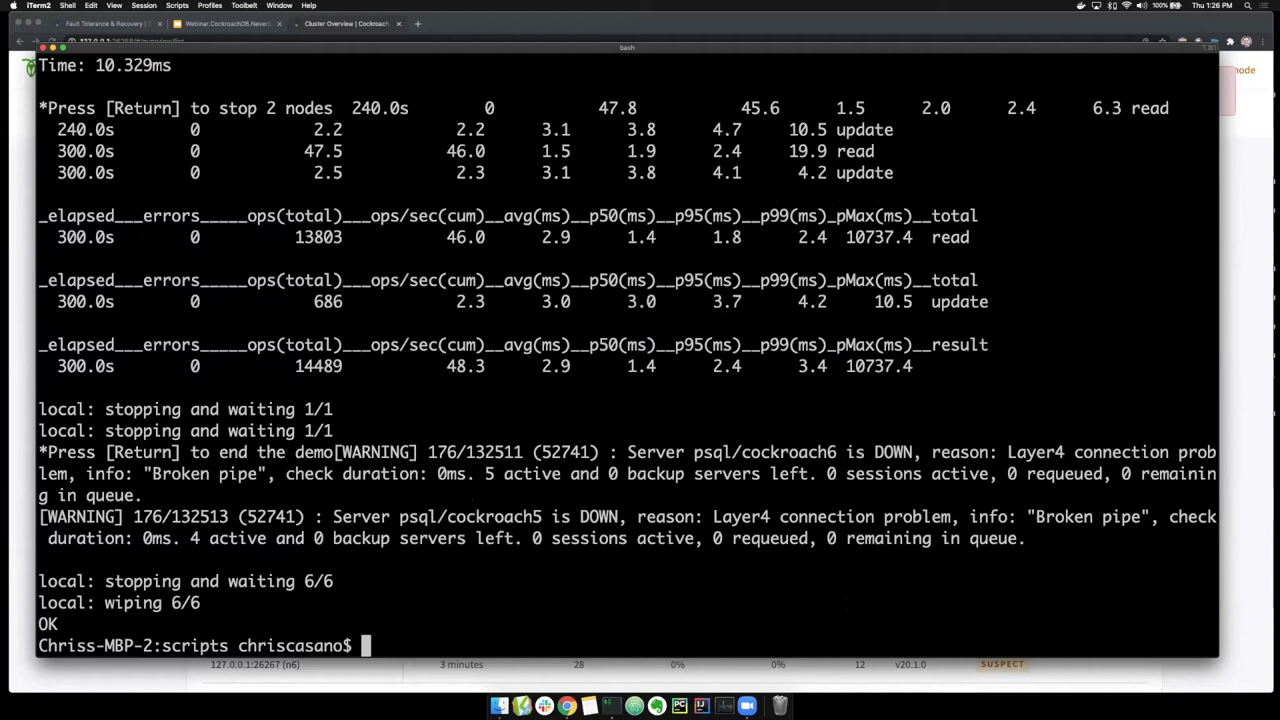 iTerm2 Shell Edit View Session Scripts Profiles Toolbelt Window Help 100% Thu 1:26 PM
Fault Tolerance & Recovery | C Webinar.CockroachDB.NeverS Cluster Overview | Cockroach
bash
Time: 10.329ms
*Press [Return] to stop 2 nodes 240.0s 0 47.8 45.6 1.5 2.0 2.4 6.3 read
240.0s 0 2.2 2.2 3.1 3.8 4.7 10.5 update
300.0s 0 47.5 46.0 1.5 1.9 2.4 19.9 read
300.0s 0 2.5 2.3 3.1 3.8 4.1 4.2 update
_elapsed___errors_____ops(total)___ops/sec(cum)__avg(ms)__p50(ms)__p95(ms)__p99(ms)_pMax(ms)__total
300.0s 0 13803 46.0 2.9 1.4 1.8 2.4 10737.4 read
_elapsed___errors_____ops(total)___ops/sec(cum)__avg(ms)__p50(ms)__p95(ms)__p99(ms)_pMax(ms)__total
300.0s 0 686 2.3 3.0 3.0 3.7 4.2 10.5 update
_elapsed___errors_____ops(total)___ops/sec(cum)__avg(ms)__p50(ms)__p95(ms)__p99(ms)_pMax(ms)__result
300.0s 0 14489 48.3 2.9 1.4 2.4 3.4 10737.4
local: stopping and waiting 1/1
local: stopping and waiting 1/1
*Press [Return] to end the demo[WARNING] 176/132511 (52741) : Server psql/cockroach6 is DOWN, reason: Layer4 connection prob
lem, info: "Broken pipe", check duration: 0ms. 5 active and 0 backup servers left. 0 sessions active, 0 requeued, 0 remainin
g in queue.
[WARNING] 176/132513 (52741) : Server psql/cockroach5 is DOWN, reason: Layer4 connection problem, info: "Broken pipe", check
duration: 0ms. 4 active and 0 backup servers left. 0 sessions active, 0 requeued, 0 remaining in queue.
local: stopping and waiting 6/6
local: wiping 6/6
OK
Chriss-MBP-2:scripts chriscasano$
127.0.0.1:26267 (n6) 3 minutes 28 0% 0% 12 v20.1.0 SUSPECT